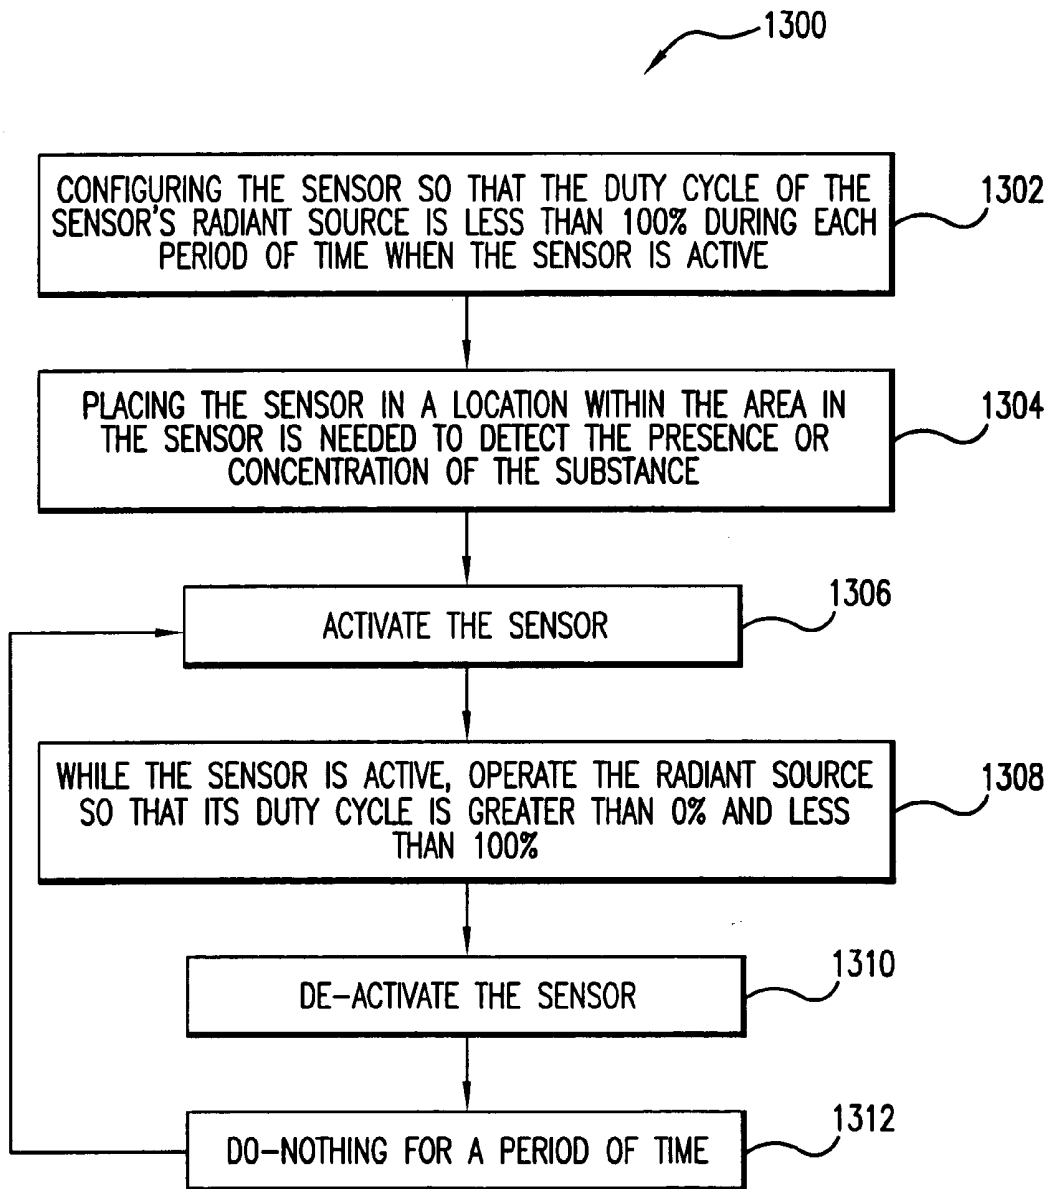 1300
CONFIGURING THE SENSOR SO THAT THE DUTY CYCLE OF THE
SENSOR'S RADIANT SOURCE IS LESS THAN 100% DURING EACH
PERIOD OF TIME WHEN THE SENSOR IS ACTIVE
1302
PLACING THE SENSOR IN A LOCATION WITHIN THE AREA IN
THE SENSOR IS NEEDED TO DETECT THE PRESENCE OR
CONCENTRATION OF THE SUBSTANCE
1304
ACTIVATE THE SENSOR
1306
WHILE THE SENSOR IS ACTIVE, OPERATE THE RADIANT SOURCE
SO THAT ITS DUTY CYCLE IS GREATER THAN 0% AND LESS
THAN 100%
1308
DE-ACTIVATE THE SENSOR
1310
DO-NOTHING FOR A PERIOD OF TIME
1312